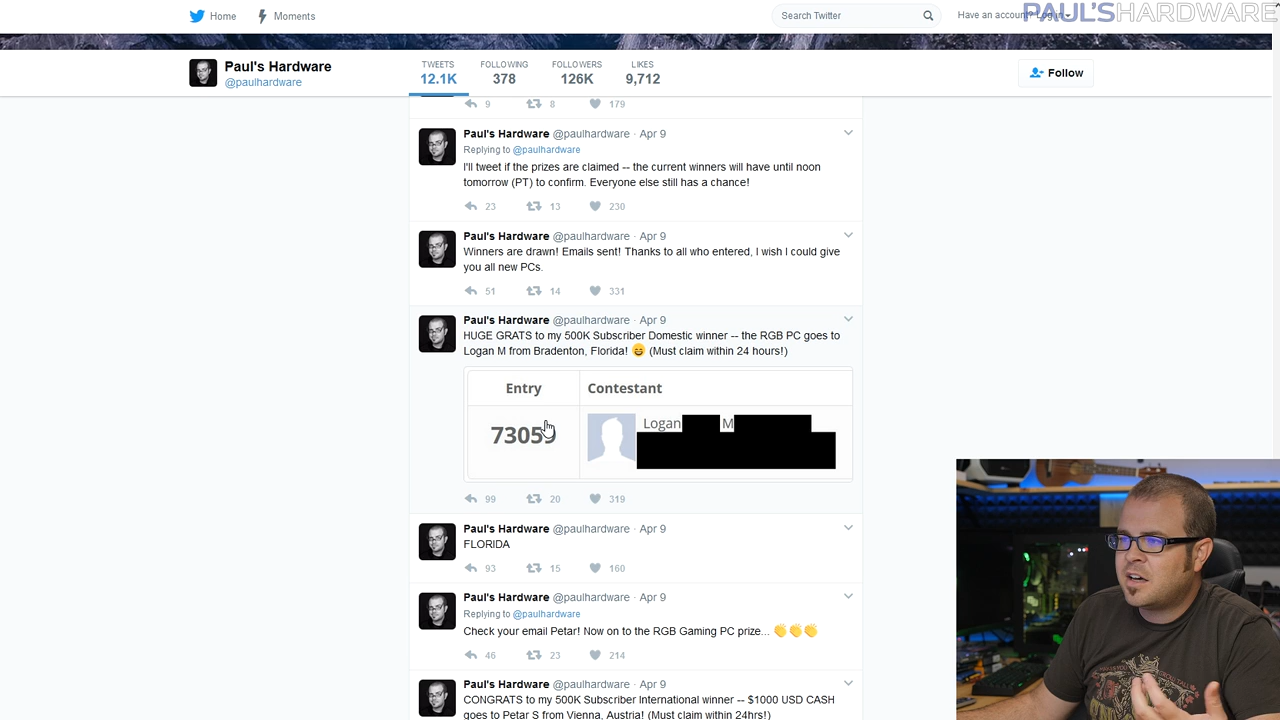 Home
Moments
Search Twitter
Have an account? Log in
PAUL'SHARDWARE
Paul's Hardware
@paulhardware
TWEETS
12.1K
FOLLOWING
378
FOLLOWERS
126K
LIKES
9,712
Follow
9 8 179
Paul's Hardware @paulhardware · Apr 9
Replying to @paulhardware
I'll tweet if the prizes are claimed -- the current winners will have until noon
tomorrow (PT) to confirm. Everyone else still has a chance!
23 13 230
Paul's Hardware @paulhardware · Apr 9
Winners are drawn! Emails sent! Thanks to all who entered, I wish I could give
you all new PCs.
51 14 331
Paul's Hardware @paulhardware · Apr 9
HUGE GRATS to my 500K Subscriber Domestic winner -- the RGB PC goes to
Logan M from Bradenton, Florida! 😄 (Must claim within 24 hours!)
Entry Contestant
73059 Logan M
99 20 319
Paul's Hardware @paulhardware · Apr 9
FLORIDA
93 15 160
Paul's Hardware @paulhardware · Apr 9
Replying to @paulhardware
Check your email Petar! Now on to the RGB Gaming PC prize... 👏👏👏
46 23 214
Paul's Hardware @paulhardware · Apr 9
CONGRATS to my 500K Subscriber International winner -- $1000 USD CASH
goes to Petar S from Vienna, Austria! (Must claim within 24hrs!)